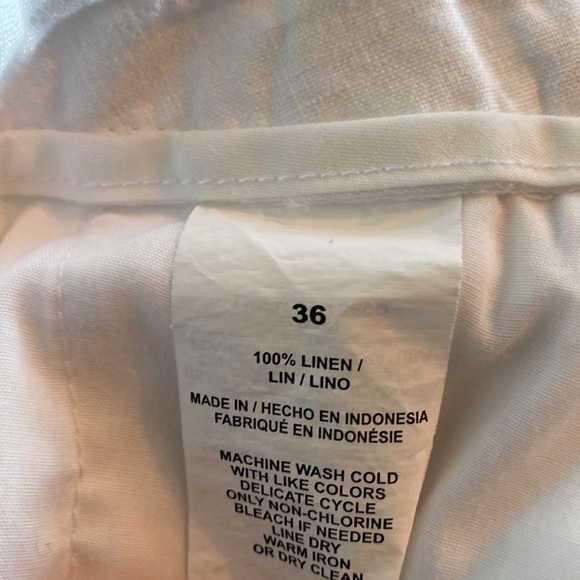 36
100% LINEN /
LIN / LINO
MADE IN / HECHO EN INDONESIA
FABRIQUÉ EN INDONÉSIE
MACHINE WASH COLD
WITH LIKE COLORS
DELICATE CYCLE
ONLY NON-CHLORINE
BLEACH IF NEEDED
LINE DRY
WARM IRON
OR DRY CLEAN